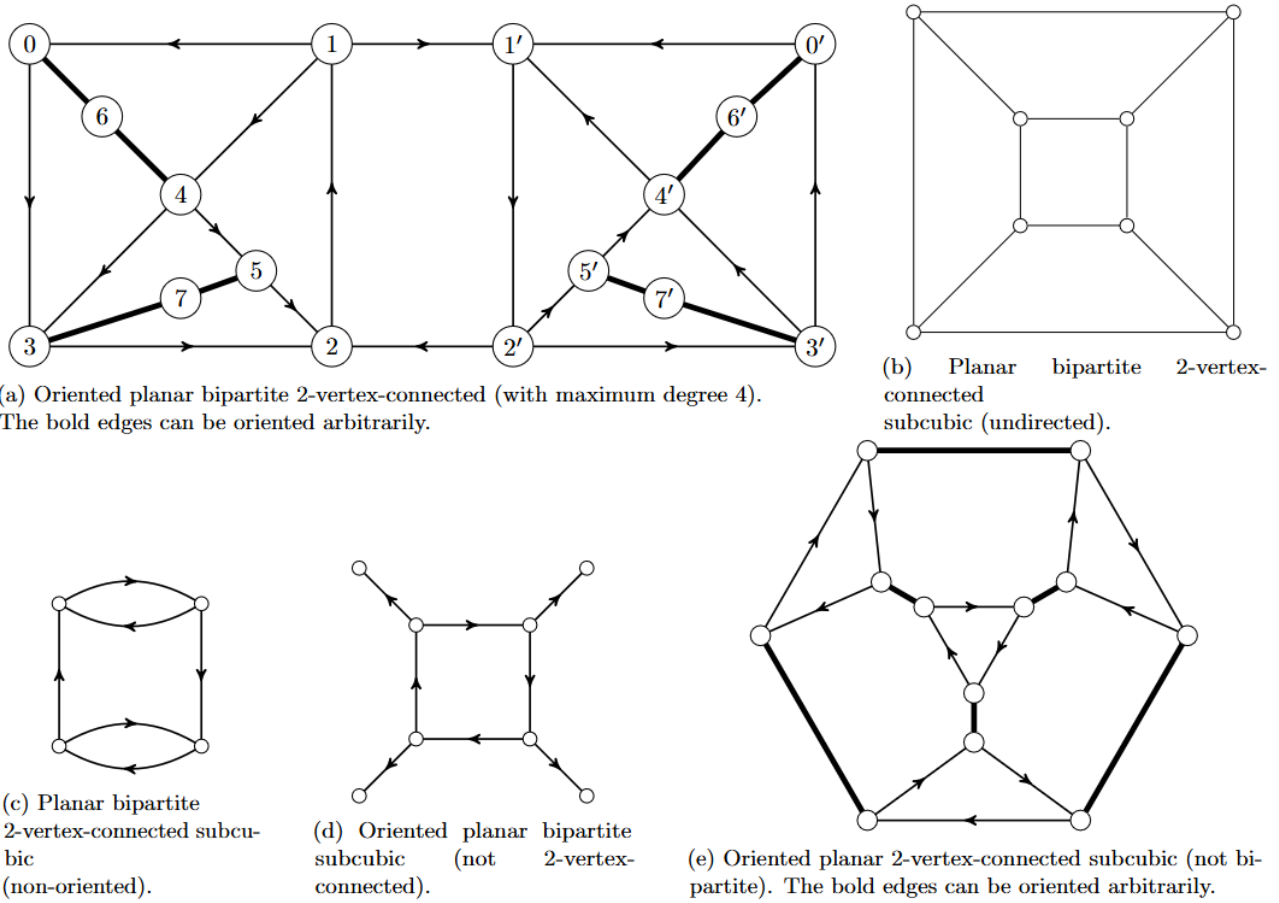 0 1 1′ 0′
6 6′
4 4′
5 5′
7 7′
3 2 2′ 3′
(a) Oriented planar bipartite 2-vertex-connected (with maximum degree 4).
The bold edges can be oriented arbitrarily.
(b) Planar bipartite 2-vertex-
connected
subcubic (undirected).
(c) Planar bipartite
2-vertex-connected subcu-
bic
(non-oriented).
(d) Oriented planar bipartite
subcubic (not 2-vertex-
connected).
(e) Oriented planar 2-vertex-connected subcubic (not bi-
partite). The bold edges can be oriented arbitrarily.